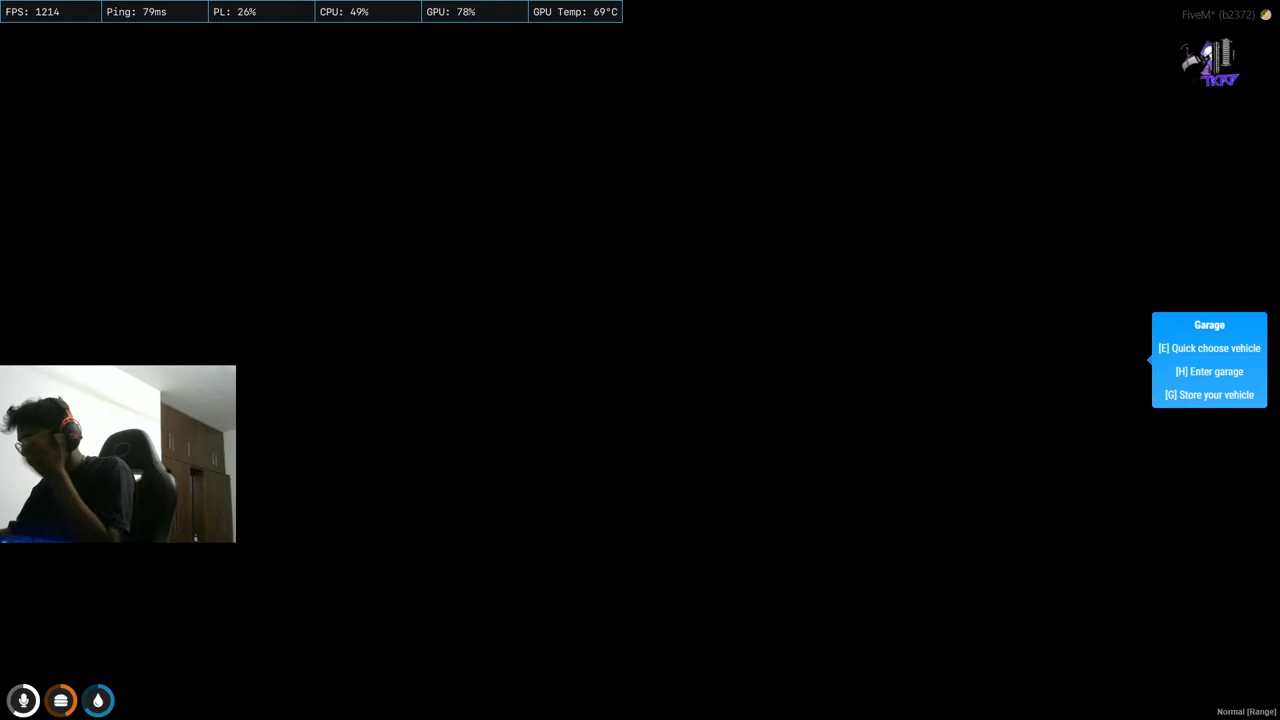 FPS: 1214
Ping: 79ms
PL: 26%
CPU: 49%
GPU: 78%
GPU Temp: 69°C
FiveM* (b2372)
TKRP
Garage
[E] Quick choose vehicle
[H] Enter garage
[G] Store your vehicle
Normal [Range]